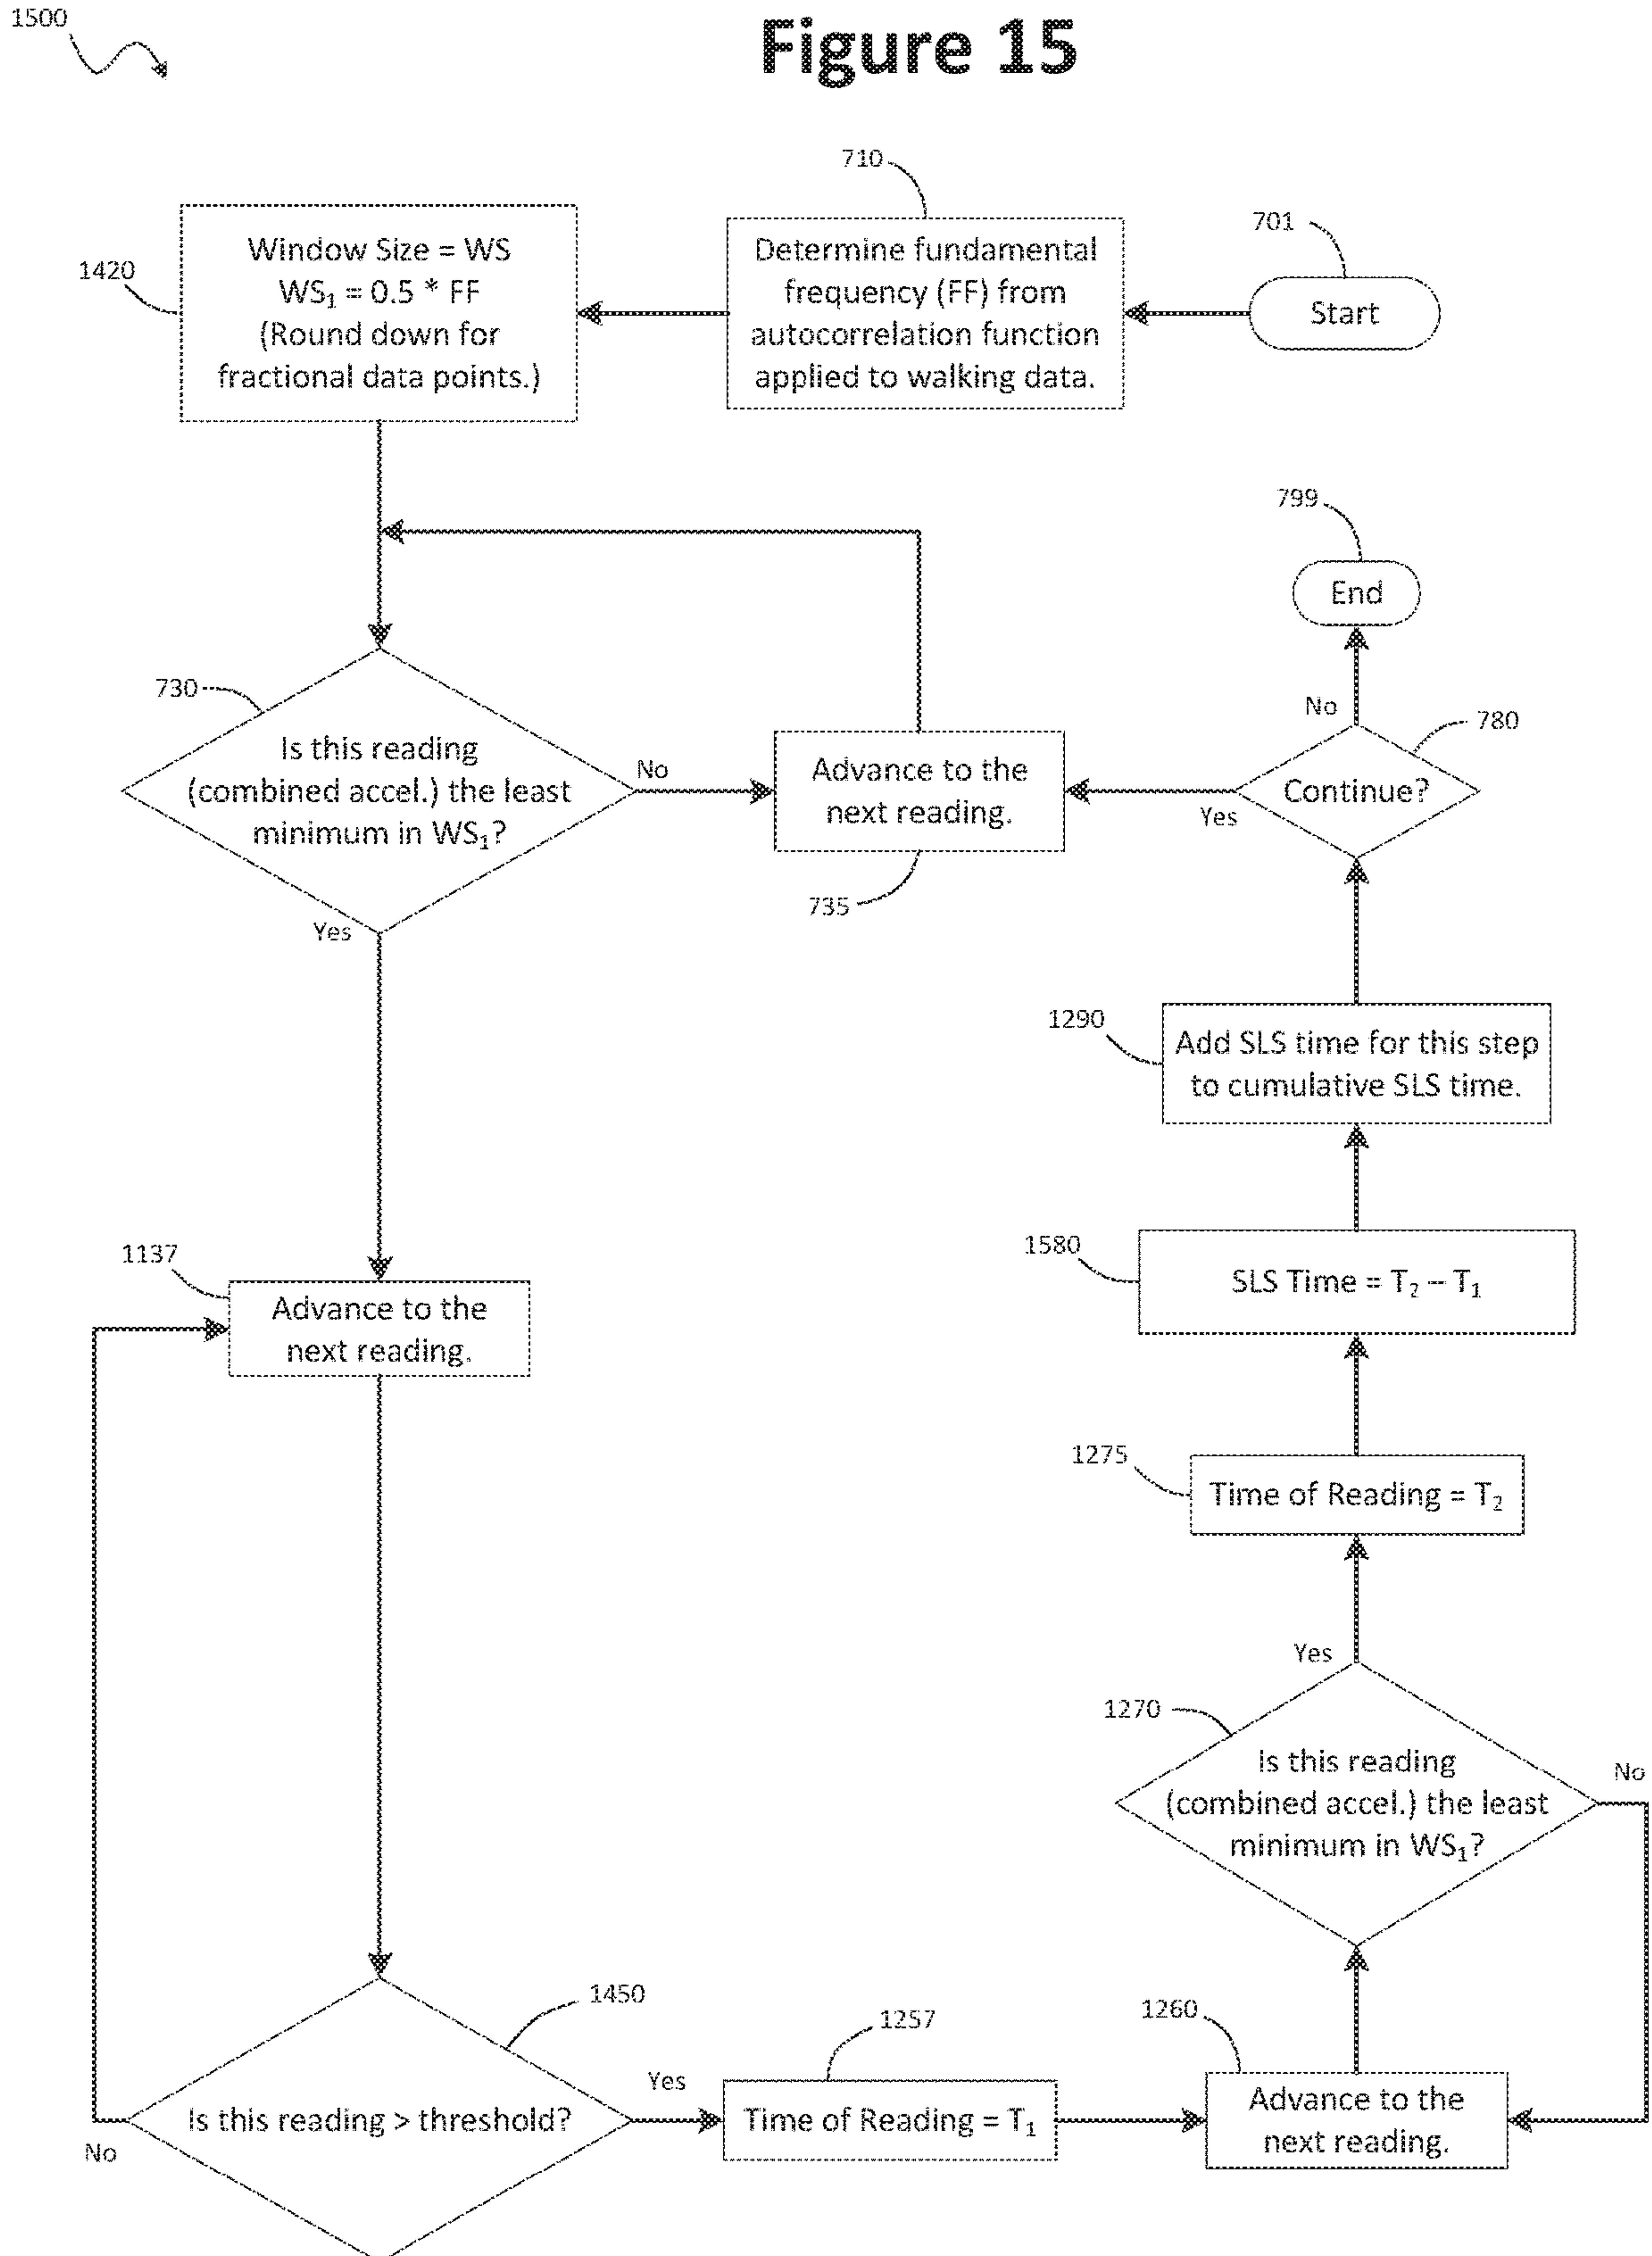 1500
Figure 15
701
Start
710
Determine fundamental
frequency (FF) from
autocorrelation function
applied to walking data.
1420
Window Size = WS
WS₁ = 0.5 * FF
(Round down for
fractional data points.)
730
Is this reading
(combined accel.) the least
minimum in WS₁?
No
Yes
Advance to the
next reading.
735
799
End
No
780
Continue?
Yes
1290
Add SLS time for this step
to cumulative SLS time.
1580
SLS Time = T₂ – T₁
1275
Time of Reading = T₂
Yes
1270
Is this reading
(combined accel.) the least
minimum in WS₁?
No
1137
Advance to the
next reading.
1450
Is this reading > threshold?
No
Yes
1257
Time of Reading = T₁
1260
Advance to the
next reading.